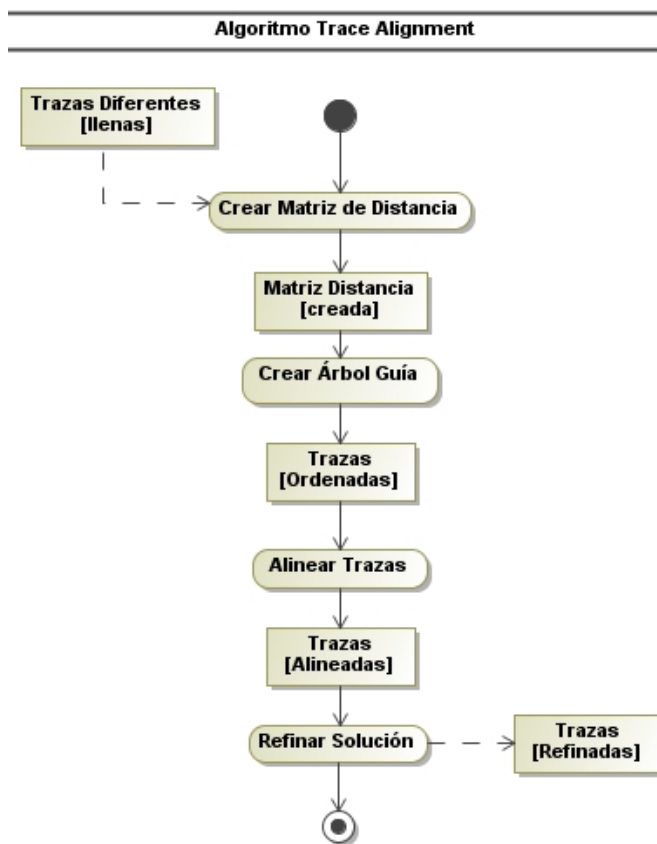 Algoritmo Trace Alignment
Trazas Diferentes
[llenas]
Crear Matriz de Distancia
Matriz Distancia
[creada]
Crear Árbol Guía
Trazas
[Ordenadas]
Alinear Trazas
Trazas
[Alineadas]
Refinar Solución
Trazas
[Refinadas]